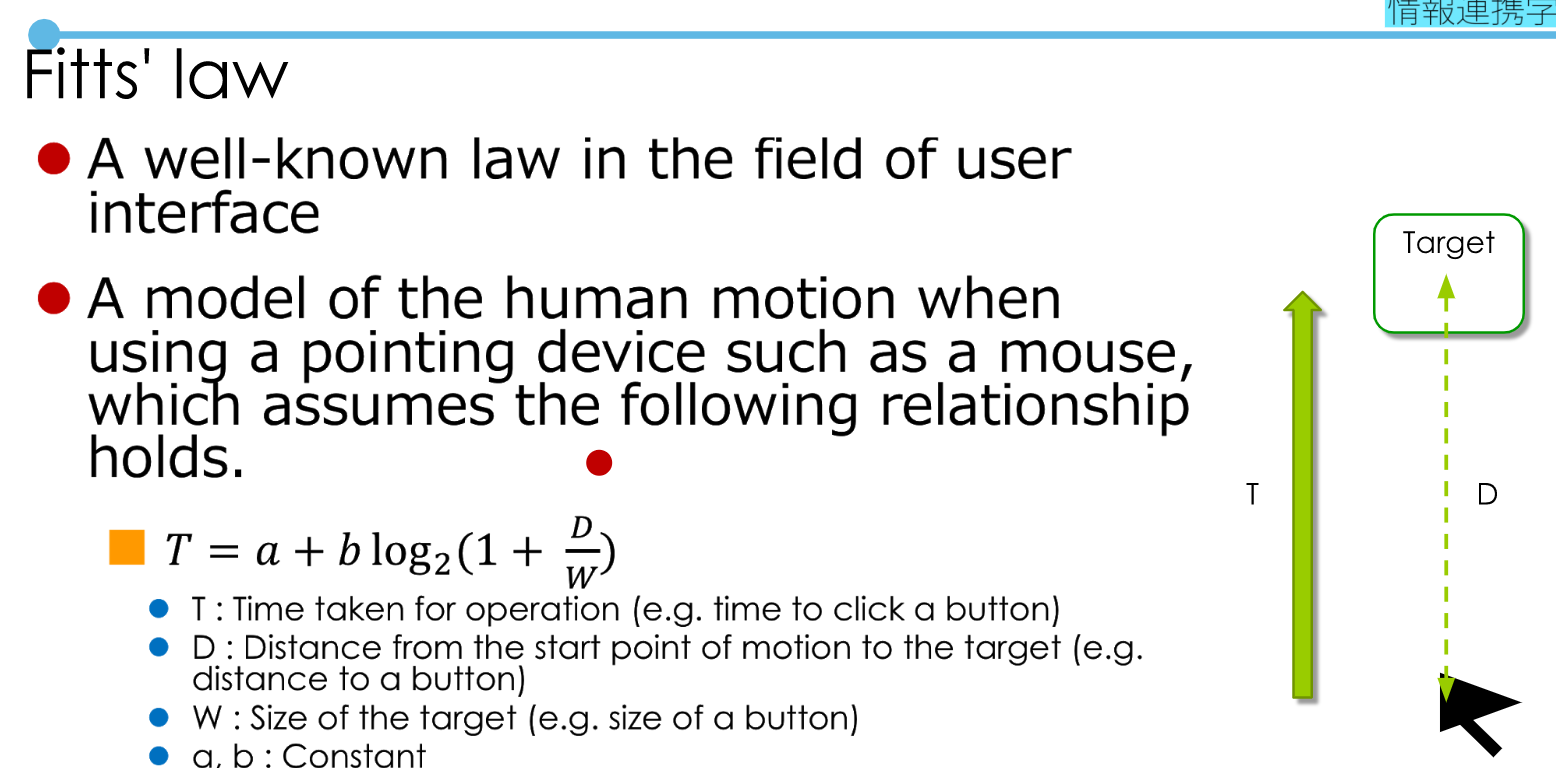 情報連携学
Fitts' law
A well-known law in the field of user
interface
A model of the human motion when
using a pointing device such as a mouse,
which assumes the following relationship
holds.
T = a + b log₂(1 + D/W)
T : Time taken for operation (e.g. time to click a button)
D : Distance from the start point of motion to the target (e.g.
distance to a button)
W : Size of the target (e.g. size of a button)
a, b : Constant
Target
T
D